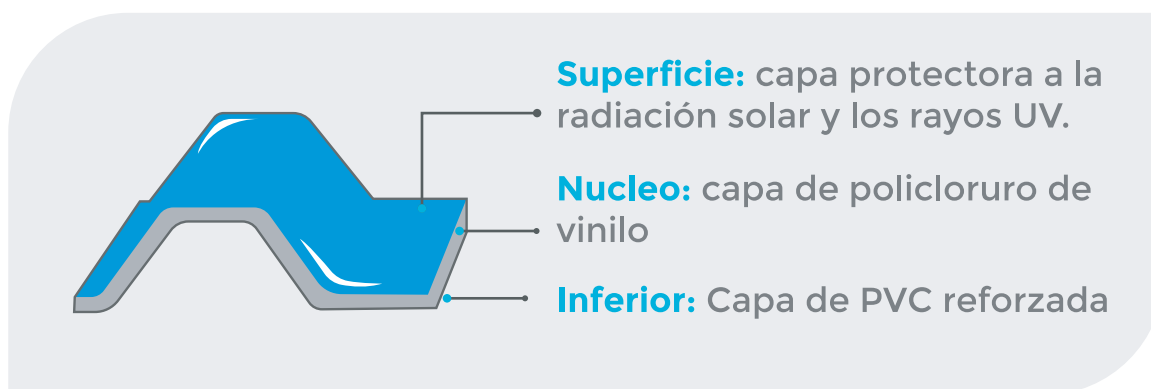 Superficie: capa protectora a la
radiación solar y los rayos UV.
Nucleo: capa de policloruro de
vinilo
Inferior: Capa de PVC reforzada